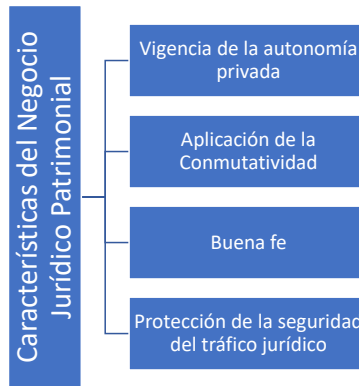 Características del Negocio
Jurídico Patrimonial
Vigencia de la autonomía
privada
Aplicación de la
Conmutatividad
Buena fe
Protección de la seguridad
del tráfico jurídico